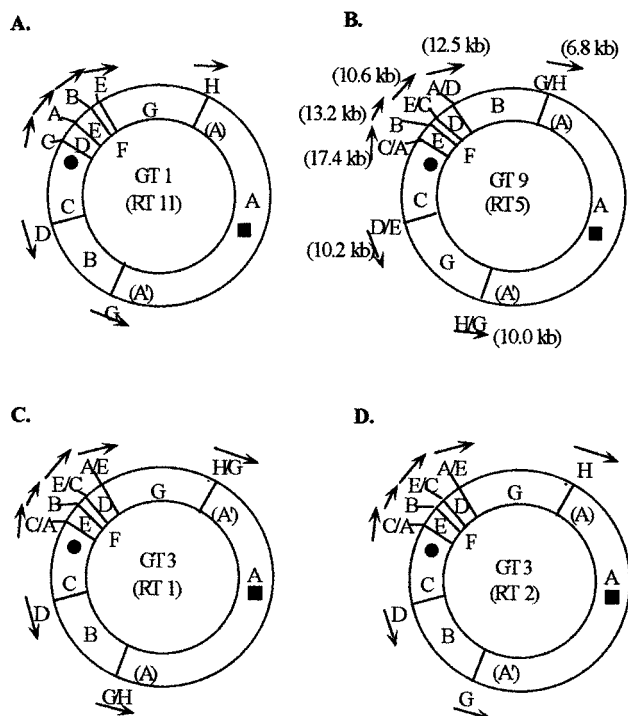 A.
E
H
B
A
C
G
(A)
E
D
F
GT 1
(RT 11)
A
C
D
B
(A')
G
B.
(12.5 kb)
(6.8 kb)
(10.6 kb)
A/D
G/H
(13.2 kb)
E/C
B
B
(A)
D
C/A
E
F
(17.4 kb)
GT 9
(RT5)
A
C
D/E
(10.2 kb)
G
(A')
H/G
(10.0 kb)
C.
A/E
H/G
E/C
G
B
D
(A')
C/A
E
F
GT 3
(RT 1)
A
C
D
B
(A)
G/H
D.
A/E
H
E/C
G
B
D
(A)
C/A
E
F
GT 3
(RT 2)
A
C
D
B
(A')
G